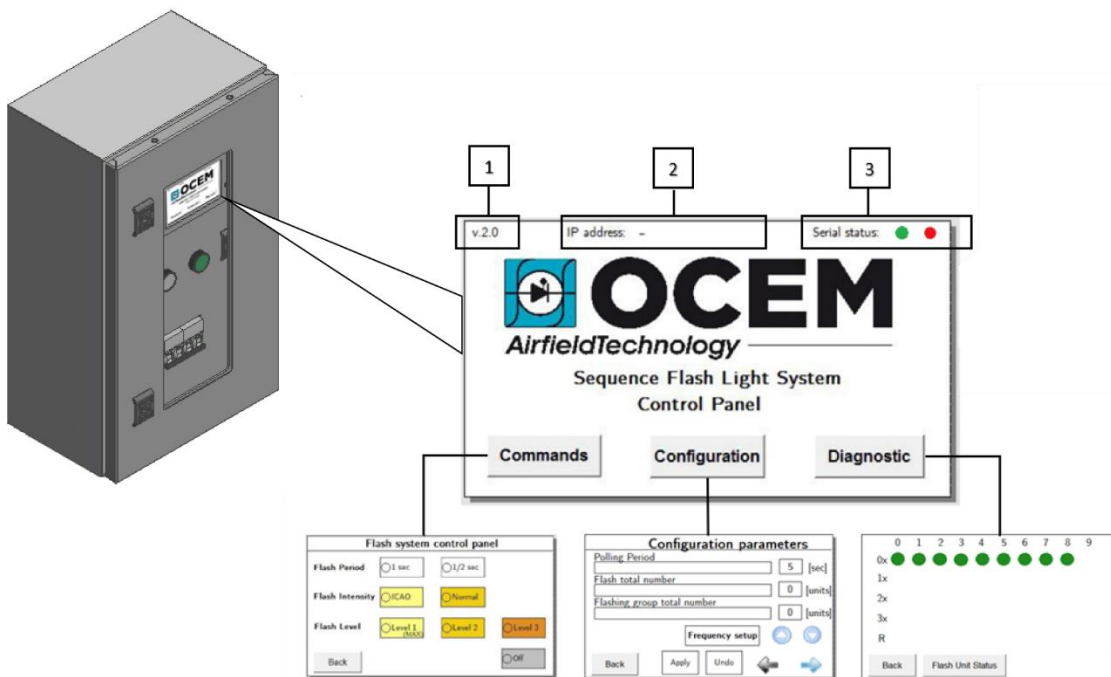 OCEM
1
2
3
v.2.0
IP address: -
Serial status:
OCEM
AirfieldTechnology
Sequence Flash Light System
Control Panel
Commands
Configuration
Diagnostic
Flash system control panel
Flash Period
1 sec
1/2 sec
Flash Intensity
ICAO
Normal
Flash Level
Level 1
(MAX)
Level 2
Level 3
Back
Off
Configuration parameters
Polling Period
5 [sec]
Flash total number
0 [units]
Flashing group total number
0 [units]
Frequency setup
Back
Apply
Undo
0 1 2 3 4 5 6 7 8 9
0x
1x
2x
3x
R
Back
Flash Unit Status